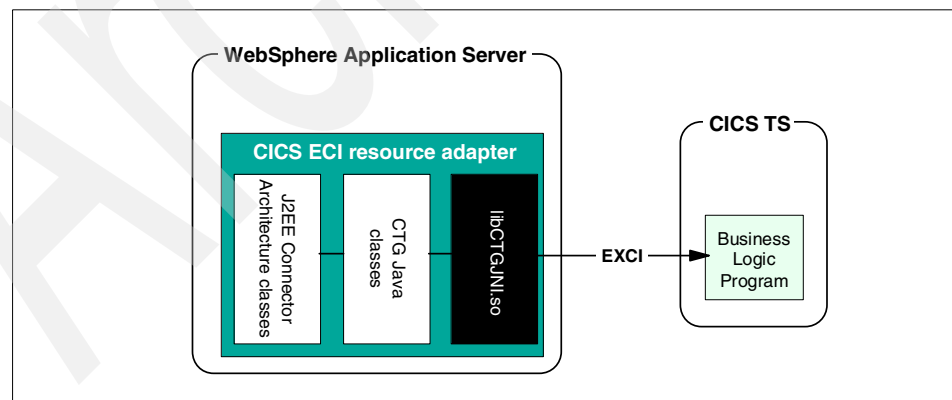 WebSphere Application Server
CICS ECI resource adapter
J2EE Connector
Architecture classes
CTG Java
classes
libCTGJNI.so
EXCI
CICS TS
Business
Logic
Program